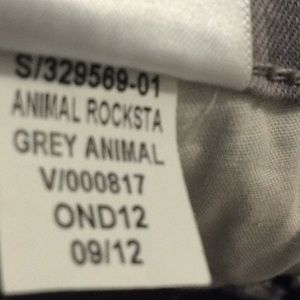 S/329569-01
ANIMAL ROCKSTA
GREY ANIMAL
V/000817
OND12
09/12